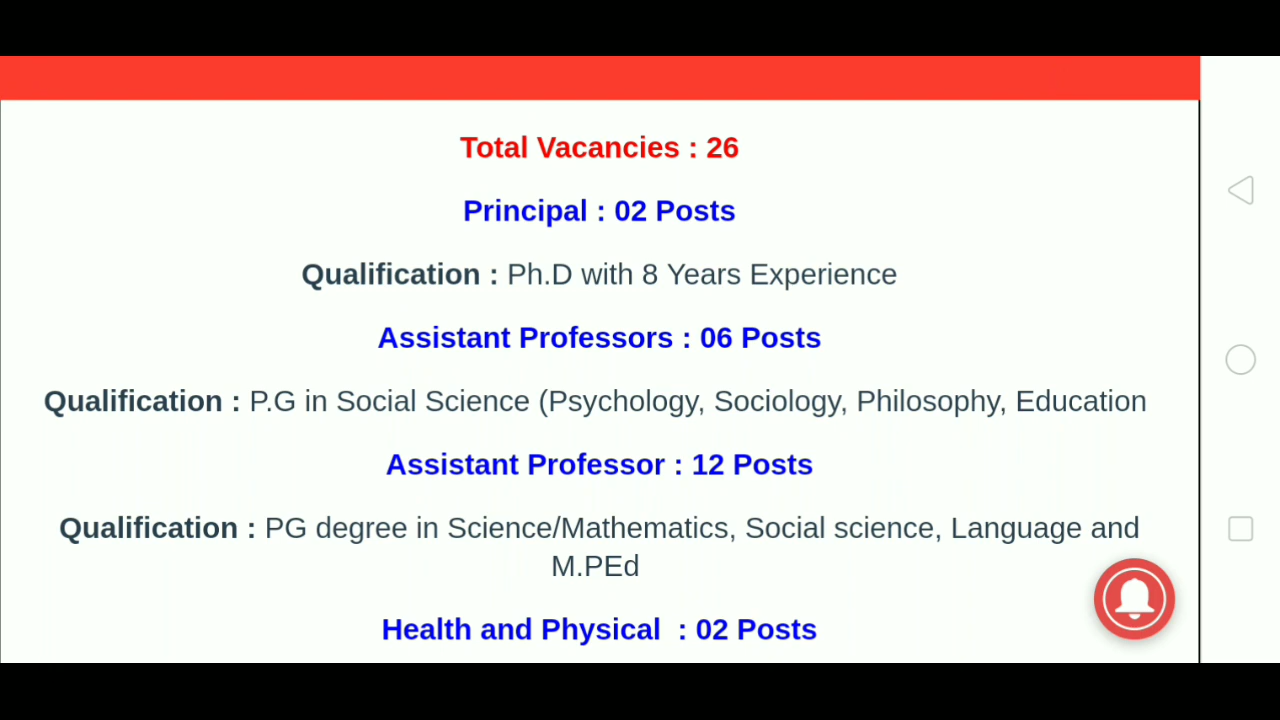 Total Vacancies : 26
Principal : 02 Posts
Qualification : Ph.D with 8 Years Experience
Assistant Professors : 06 Posts
Qualification : P.G in Social Science (Psychology, Sociology, Philosophy, Education
Assistant Professor : 12 Posts
Qualification : PG degree in Science/Mathematics, Social science, Language and
M.PEd
Health and Physical  : 02 Posts